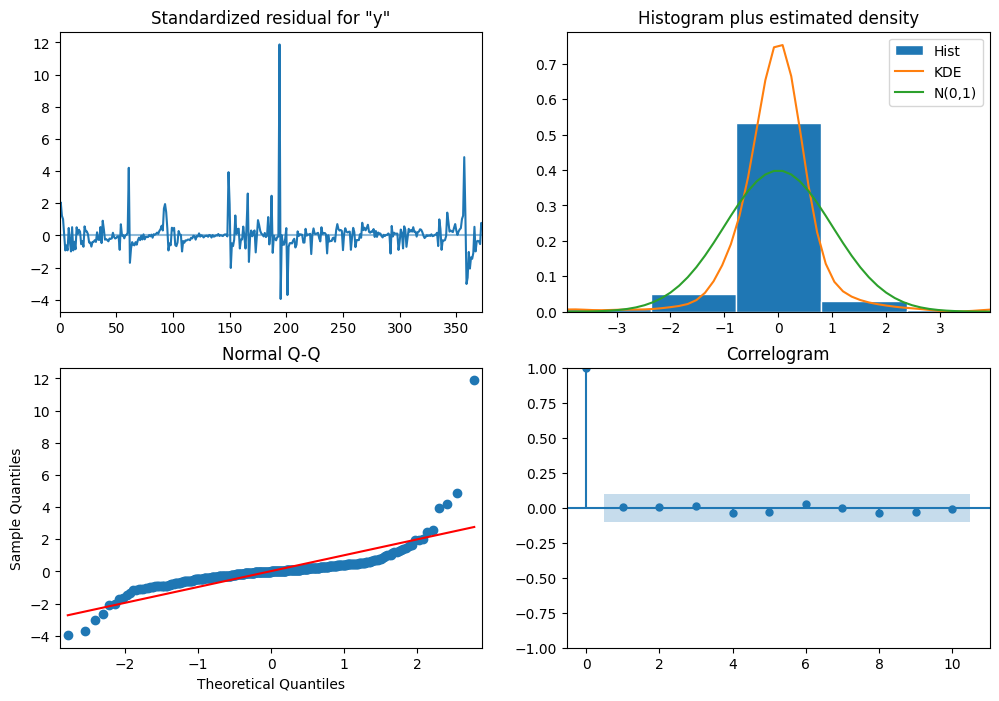 Standardized residual for "y"
12
10
8
6
4
2
0
−2
−4
0 50 100 150 200 250 300 350
Histogram plus estimated density
Hist
KDE
N(0,1)
0.7
0.6
0.5
0.4
0.3
0.2
0.1
0.0
−3 −2 −1 0 1 2 3
Normal Q-Q
Sample Quantiles
12
10
8
6
4
2
0
−2
−4
−2 −1 0 1 2
Theoretical Quantiles
Correlogram
1.00
0.75
0.50
0.25
0.00
−0.25
−0.50
−0.75
−1.00
0 2 4 6 8 10